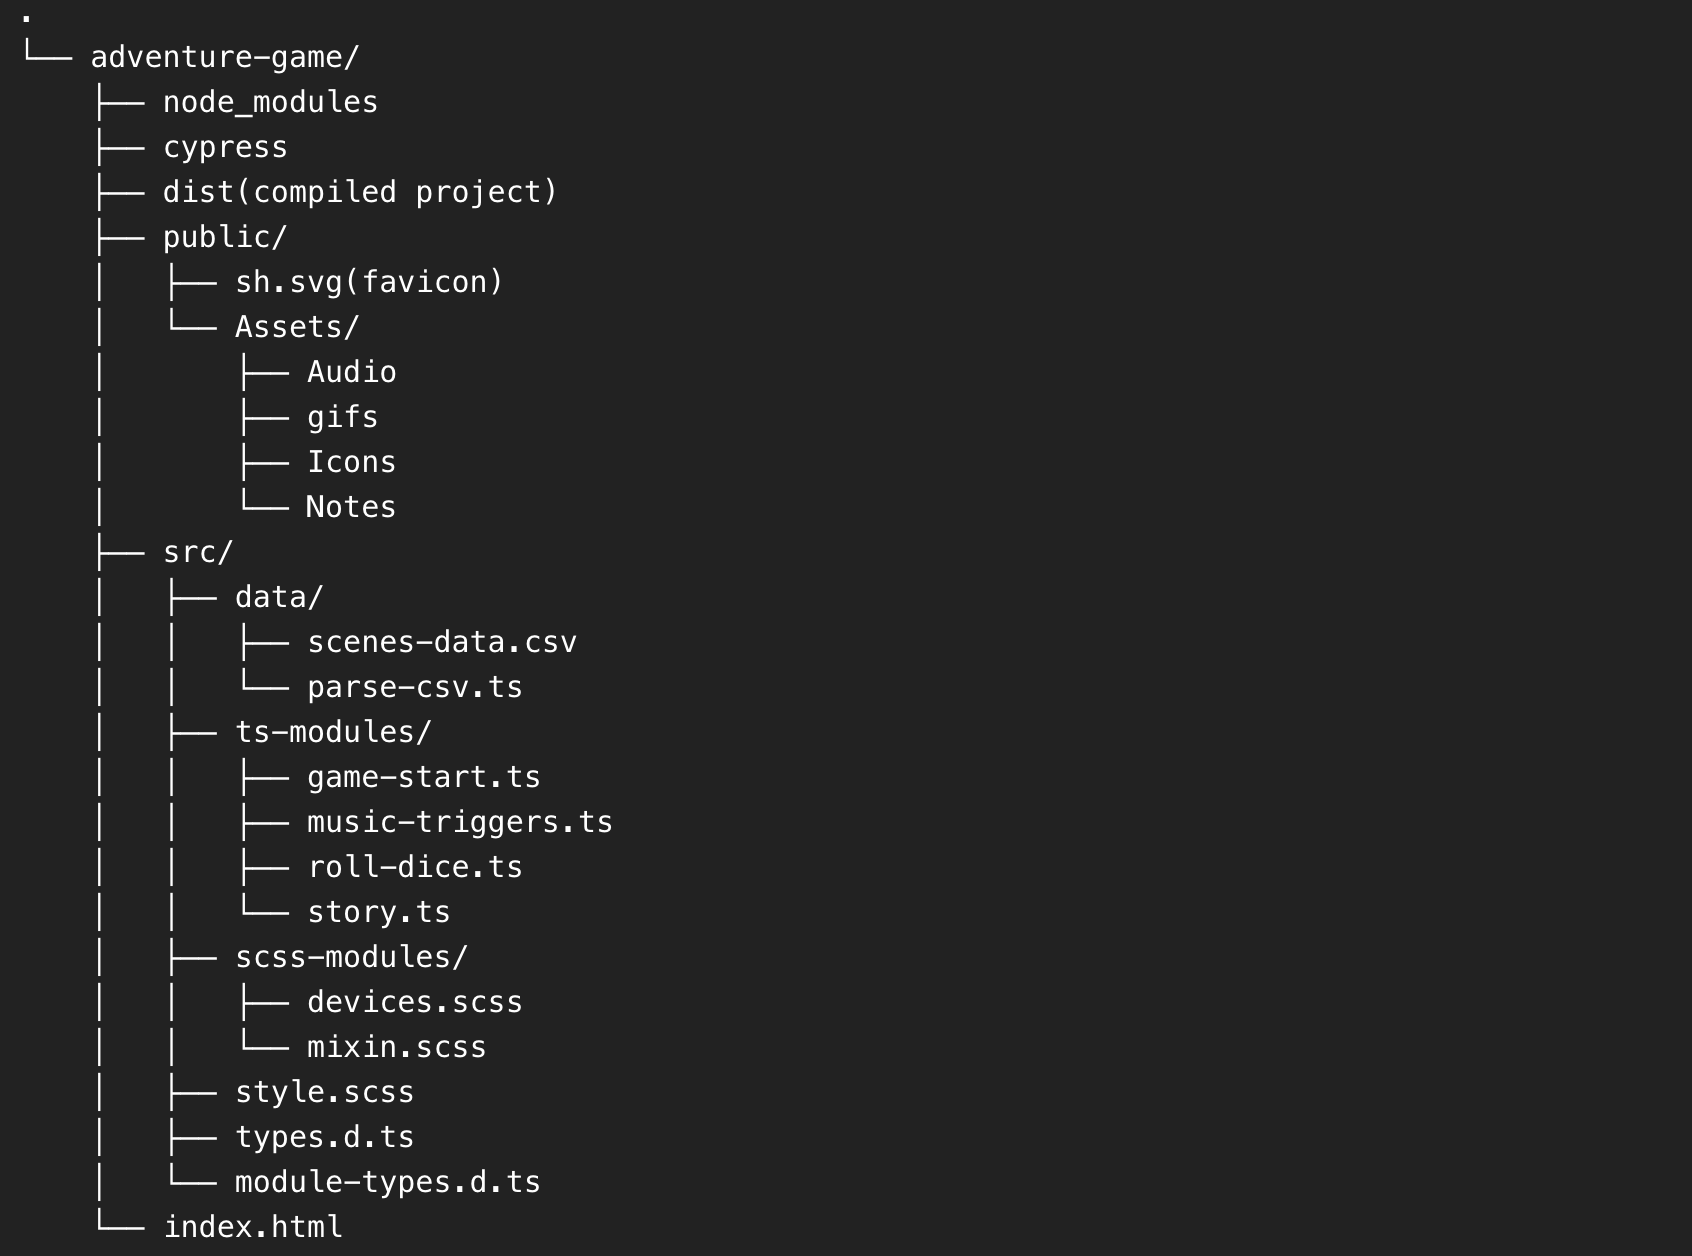 .
└── adventure-game/
    ├── node_modules
    ├── cypress
    ├── dist(compiled project)
    ├── public/
    │   ├── sh.svg(favicon)
    │   └── Assets/
    │       ├── Audio
    │       ├── gifs
    │       ├── Icons
    │       └── Notes
    ├── src/
    │   ├── data/
    │   │   ├── scenes-data.csv
    │   │   └── parse-csv.ts
    │   ├── ts-modules/
    │   │   ├── game-start.ts
    │   │   ├── music-triggers.ts
    │   │   ├── roll-dice.ts
    │   │   └── story.ts
    │   ├── scss-modules/
    │   │   ├── devices.scss
    │   │   └── mixin.scss
    │   ├── style.scss
    │   ├── types.d.ts
    │   └── module-types.d.ts
    └── index.html